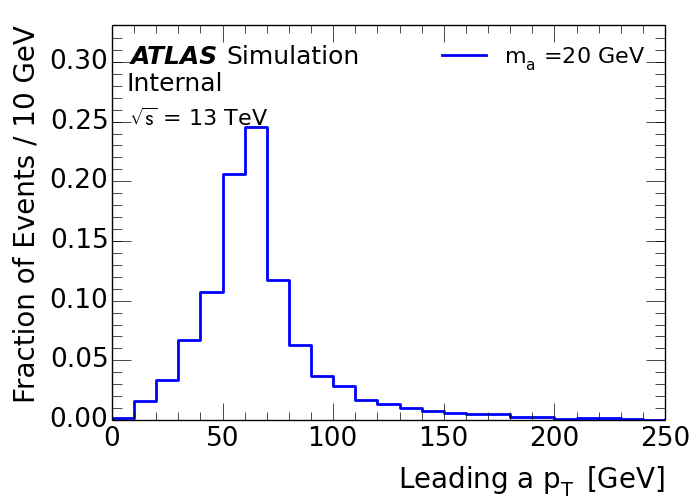 ATLAS Simulation
Internal
√s = 13 TeV
m_a =20 GeV
Fraction of Events / 10 GeV
0.30
0.25
0.20
0.15
0.10
0.05
0.00
0 50 100 150 200 250
Leading a p_T [GeV]